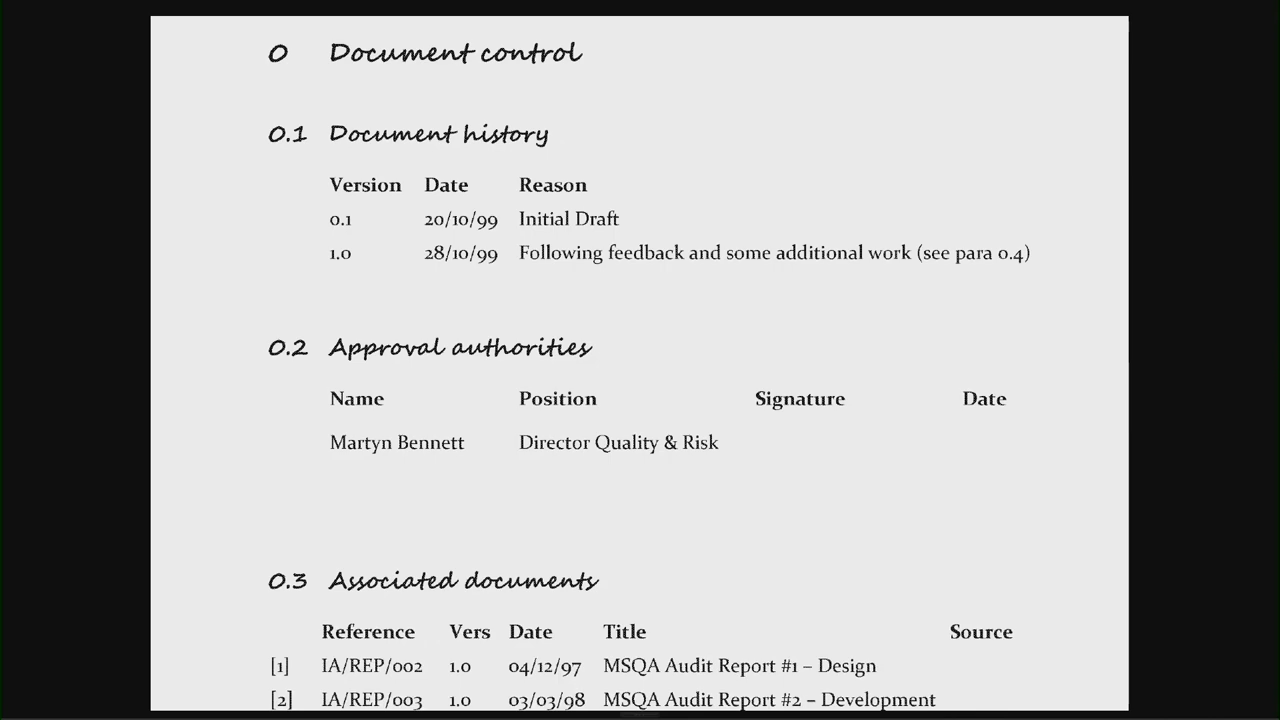 0 Document control
0.1 Document history
Version Date Reason
0.1 20/10/99 Initial Draft
1.0 28/10/99 Following feedback and some additional work (see para 0.4)
0.2 Approval authorities
Name Position Signature Date
Martyn Bennett Director Quality & Risk
0.3 Associated documents
Reference Vers Date Title Source
[1] IA/REP/002 1.0 04/12/97 MSQA Audit Report #1 – Design
[2] IA/REP/003 1.0 03/03/98 MSQA Audit Report #2 – Development